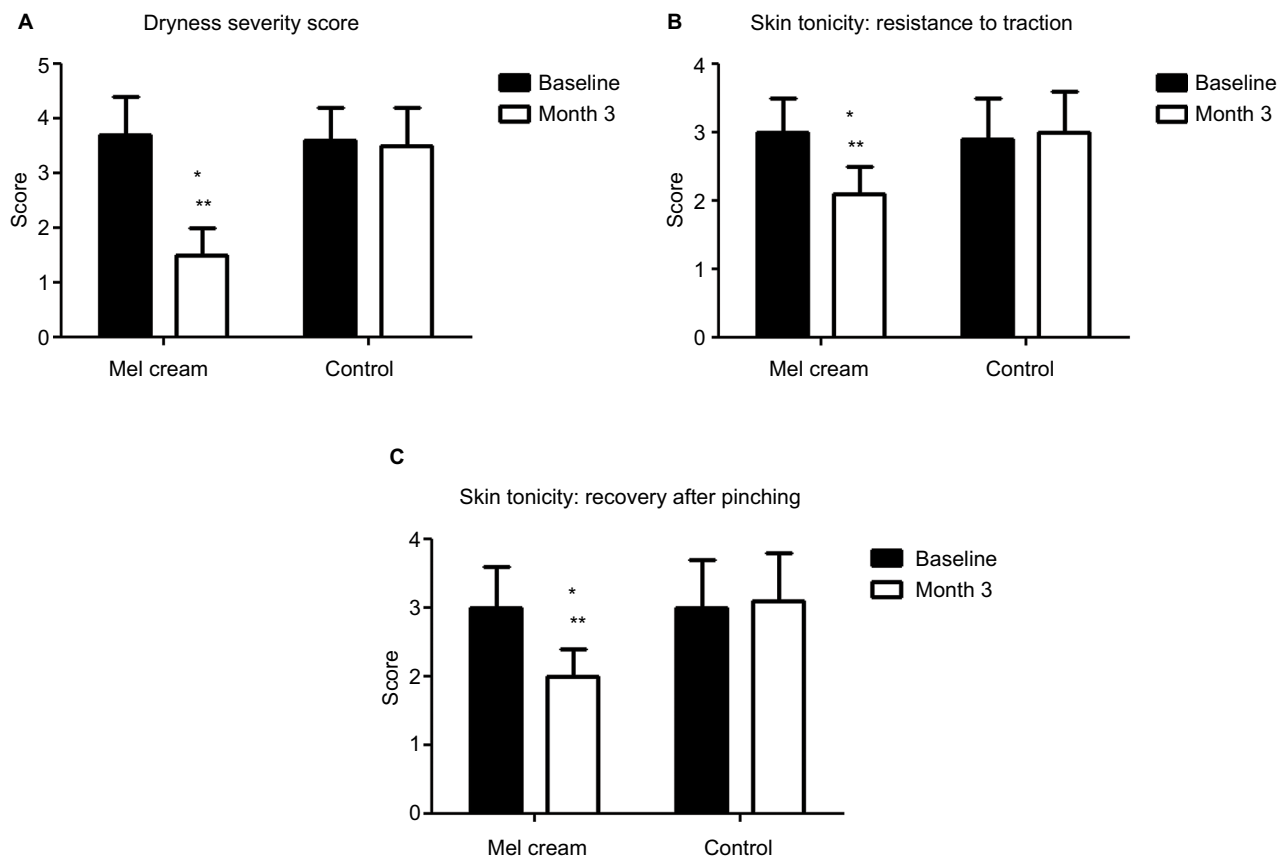 A
Dryness severity score
5
4
3
2
1
0
Score
*
**
Mel cream
Control
Baseline
Month 3
B
Skin tonicity: resistance to traction
4
3
2
1
0
Score
*
**
Mel cream
Control
Baseline
Month 3
C
Skin tonicity: recovery after pinching
4
3
2
1
0
Score
*
**
Mel cream
Control
Baseline
Month 3